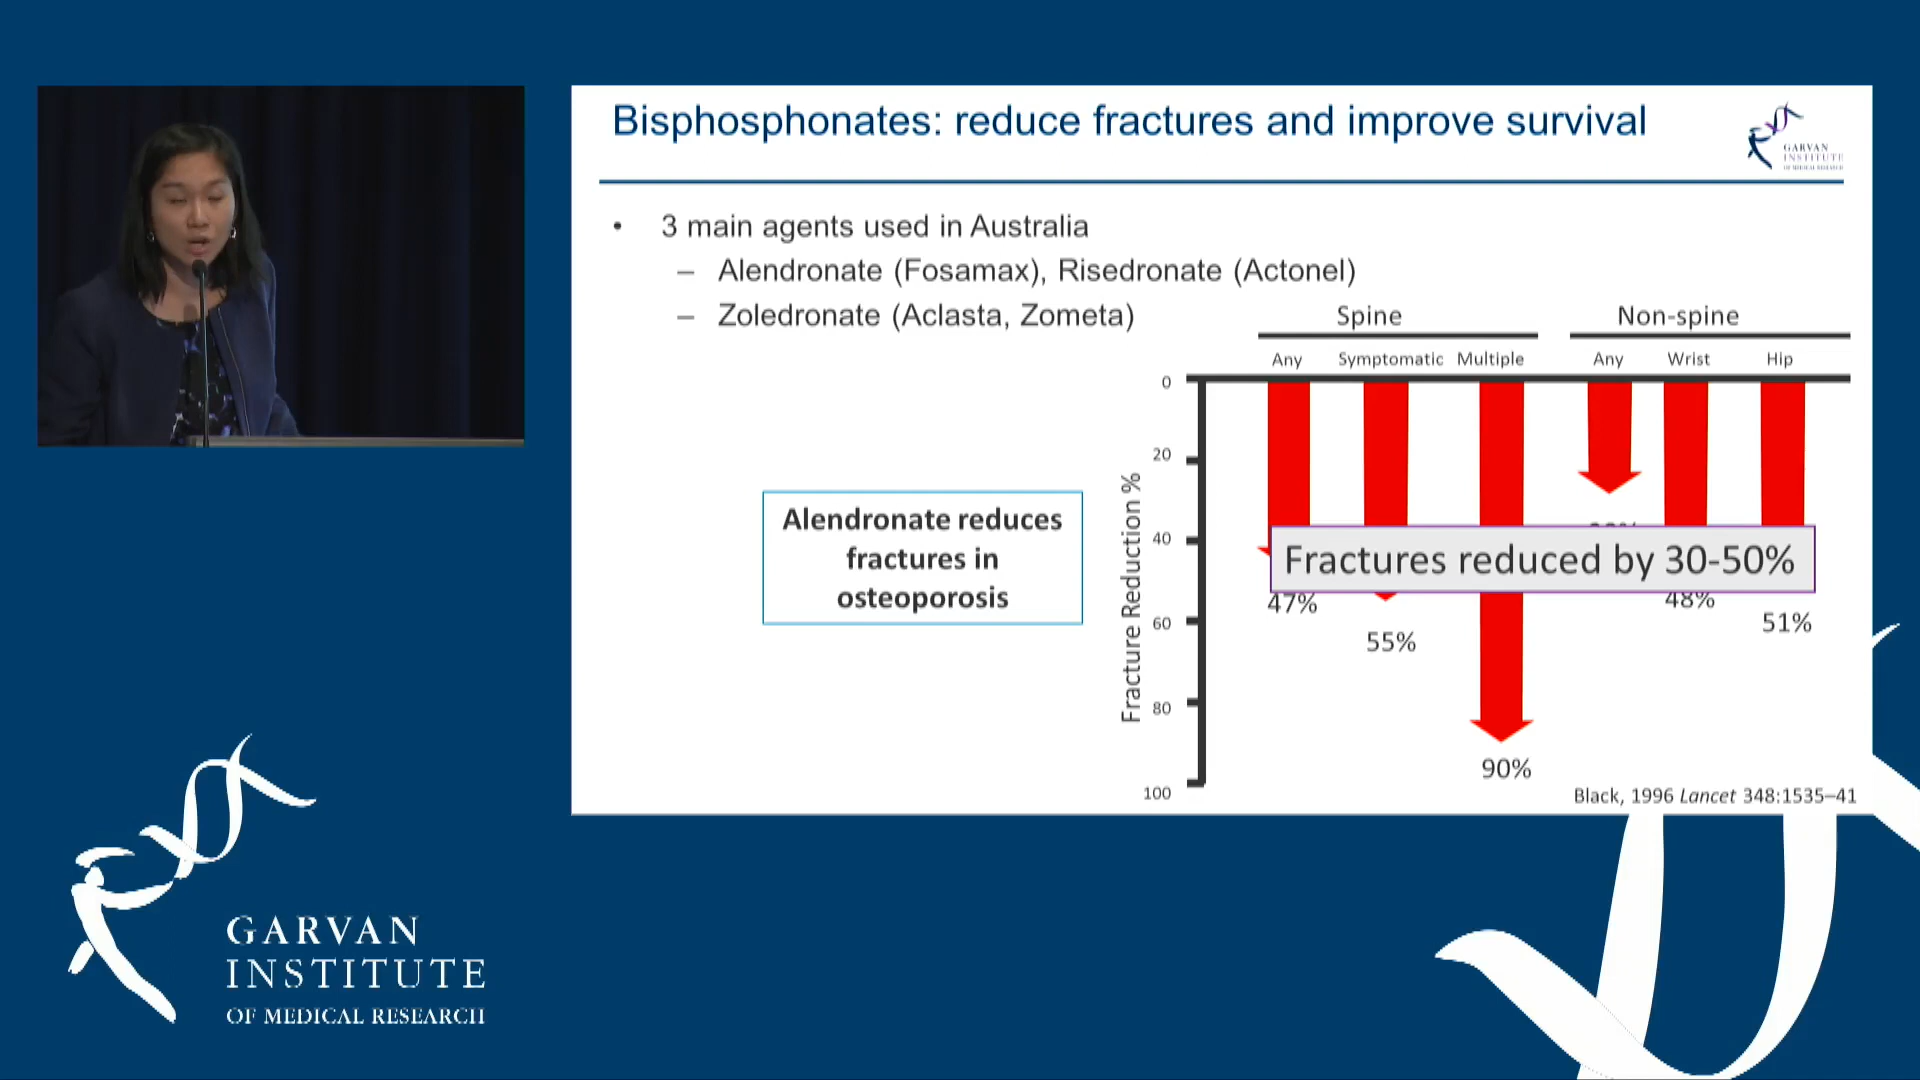 Bisphosphonates: reduce fractures and improve survival
GARVAN
INSTITUTE
OF MEDICAL RESEARCH
• 3 main agents used in Australia
– Alendronate (Fosamax), Risedronate (Actonel)
– Zoledronate (Aclasta, Zometa)
Spine Non-spine
Any Symptomatic Multiple Any Wrist Hip
0
20
40
60
80
100
Fracture Reduction %
Alendronate reduces
fractures in
osteoporosis
Fractures reduced by 30-50%
47%
55%
90%
48%
51%
Black, 1996 Lancet 348:1535–41
GARVAN
INSTITUTE
OF MEDICAL RESEARCH